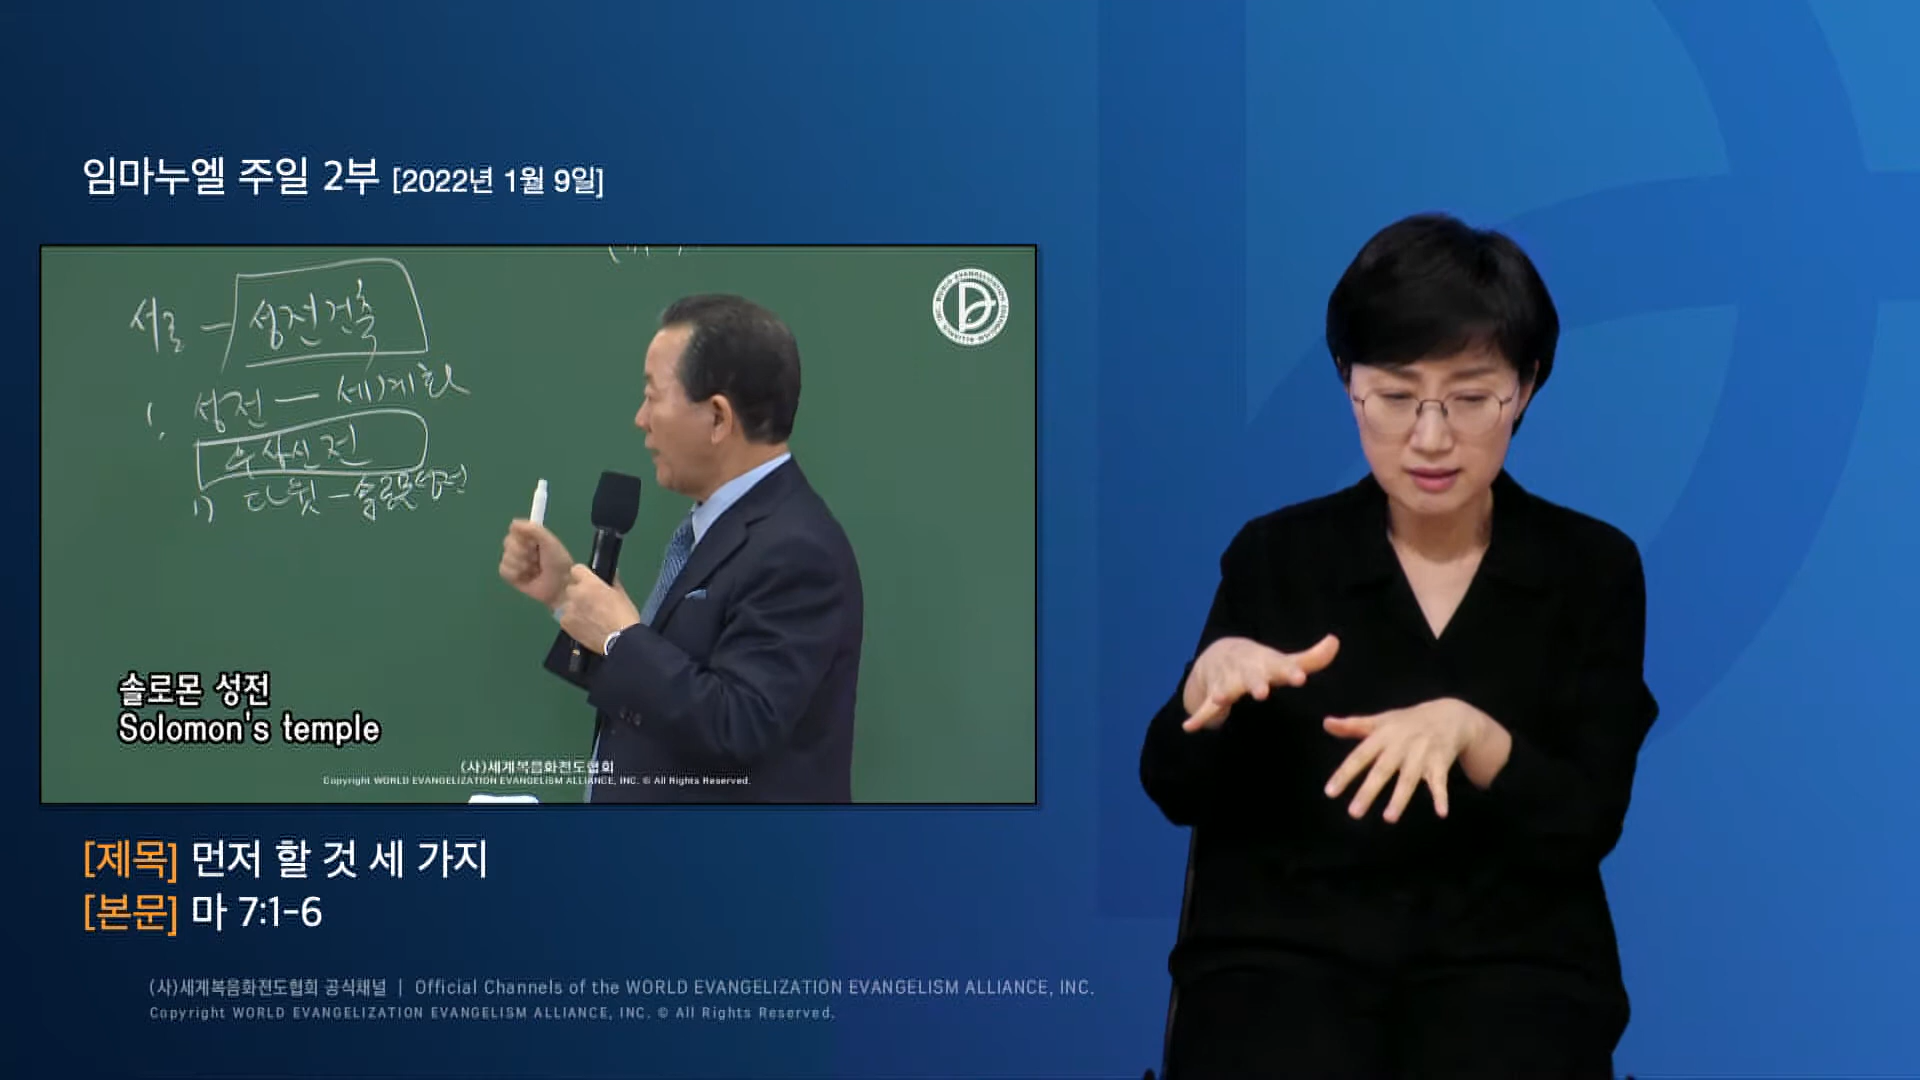 임마누엘 주일 2부 [2022년 1월 9일]
서론 - 성전건축
1. 성전 - 세계화
우상신전
1) 다윗 - 솔로몬성전
솔로몬 성전
Solomon's temple
(사)세계복음화전도협회
Copyright WORLD EVANGELIZATION EVANGELISM ALLIANCE, INC. © All Rights Reserved.
[제목] 먼저 할 것 세 가지
[본문] 마 7:1-6
(사)세계복음화전도협회 공식채널 | Official Channels of the WORLD EVANGELIZATION EVANGELISM ALLIANCE, INC.
Copyright WORLD EVANGELIZATION EVANGELISM ALLIANCE, INC. © All Rights Reserved.